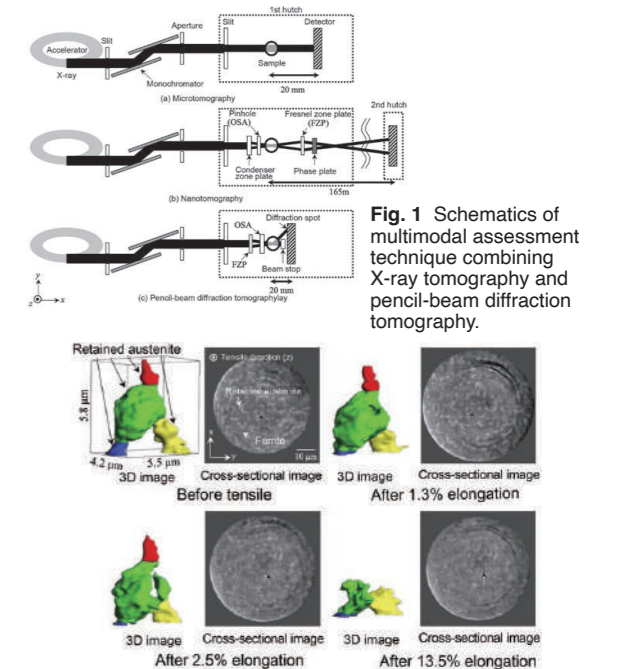 1st hutch
Aperture
Slit
Detector
Slit
Accelerator
Sample
X-ray
Monochromator
20 mm
(a) Microtomography
2nd hutch
Pinhole
(OSA)
Fresnel zone plate
(FZP)
Condenser
zone plate
Phase plate
165m
(b) Nanotomography
Diffraction spot
OSA
FZP
Beam stop
20 mm
(c) Pencil-beam diffraction tomographylay
y
z
x
Fig. 1 Schematics of
multimodal assessment
technique combining
X-ray tomography and
pencil-beam diffraction
tomography.
Retained austenite
Tensile direction (z)
Retained austenite
5.8 μm
x
Ferrite
y
10 μm
4.2 μm
5.5 μm
3D image
Cross-sectional image
3D image
Cross-sectional image
Before tensile
After 1.3% elongation
3D image
Cross-sectional image
3D image
Cross-sectional image
After 2.5% elongation
After 13.5% elongation